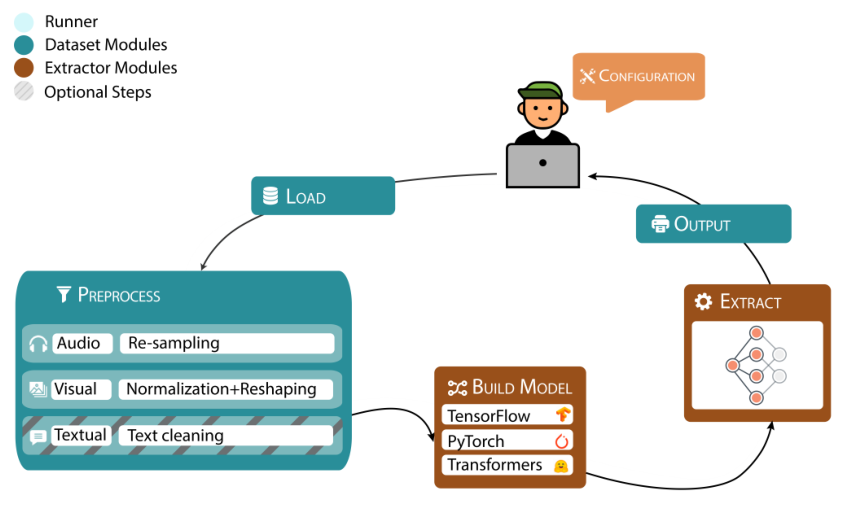 Runner
Dataset Modules
Extractor Modules
Optional Steps
CONFIGURATION
LOAD
OUTPUT
PREPROCESS
Audio Re-sampling
Visual Normalization+Reshaping
Textual Text cleaning
BUILD MODEL
TensorFlow
PyTorch
Transformers
EXTRACT